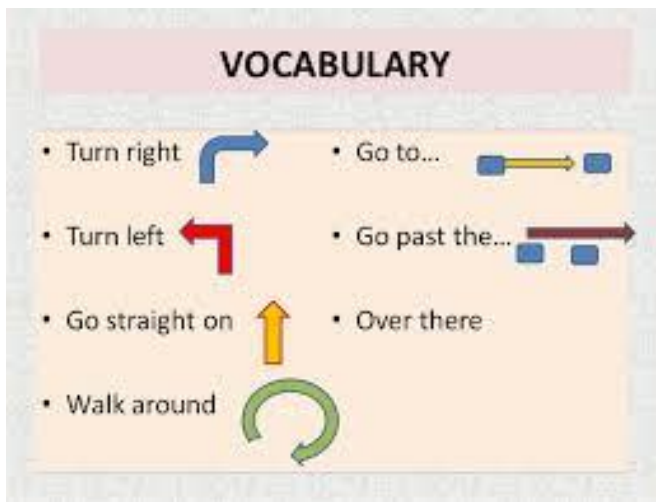 VOCABULARY
• Turn right
• Turn left
• Go straight on
• Walk around
• Go to...
• Go past the...
• Over there